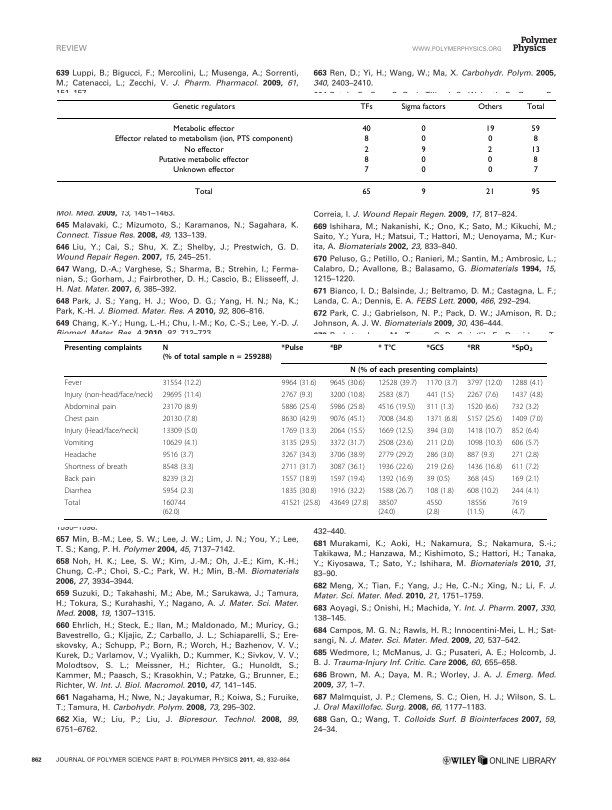 REVIEW
WWW.POLYMERPHYSICS.ORG
Polymer
Physics
639 Luppi, B.; Bigucci, F.; Mercolini, L.; Musenga, A.; Sorrenti,
M.; Catenacci, L.; Zecchi, V. J. Pharm. Pharmacol. 2009, 61,
663 Ren, D.; Yi, H.; Wang, W.; Ma, X. Carbohydr. Polym. 2005,
340, 2403–2410.
Genetic regulators TFs Sigma factors Others Total
Metabolic effector 40 0 19 59
Effector related to metabolism (ion, PTS component) 8 0 0 8
No effector 2 9 2 13
Putative metabolic effector 8 0 0 8
Unknown effector 7 0 0 7
Total 65 9 21 95
Mol. Med. 2009, 13, 1451–1463.
645 Malavaki, C.; Mizumoto, S.; Karamanos, N.; Sagahara, K.
Connect. Tissue Res. 2008, 49, 133–139.
646 Liu, Y.; Cai, S.; Shu, X. Z.; Shelby, J.; Prestwich, G. D.
Wound Repair Regen. 2007, 15, 245–251.
647 Wang, D.-A.; Varghese, S.; Sharma, B.; Strehin, I.; Ferma-
nian, S.; Gorham, J.; Fairbrother, D. H.; Cascio, B.; Elisseeff, J.
H. Nat. Mater. 2007, 6, 385–392.
648 Park, J. S.; Yang, H. J.; Woo, D. G.; Yang, H. N.; Na, K.;
Park, K.-H. J. Biomed. Mater. Res. A 2010, 92, 806–816.
649 Chang, K.-Y.; Hung, L.-H.; Chu, I.-M.; Ko, C.-S.; Lee, Y.-D. J.
Biomed. Mater. Res. A 2010, 92, 712–723.
Correia, I. J. Wound Repair Regen. 2009, 17, 817–824.
669 Ishihara, M.; Nakanishi, K.; Ono, K.; Sato, M.; Kikuchi, M.;
Saito, Y.; Yura, H.; Matsui, T.; Hattori, H.; Uenoyama, M.; Kur-
ita, A. Biomaterials 2002, 23, 833–840.
670 Peluso, G.; Petillo, O.; Ranieri, M.; Santin, M.; Ambrosic, L.;
Calabro, D.; Avallone, B.; Balasamo, G. Biomaterials 1994, 15,
1215–1220.
671 Bianco, I. D.; Balsinde, J.; Beltramo, D. M.; Castagna, L. F.;
Landa, C. A.; Dennis, E. A. FEBS Lett. 2000, 466, 292–294.
672 Park, C. J.; Gabrielson, N. P.; Pack, D. W.; JAmison, R. D.;
Johnson, A. J. W. Biomaterials 2009, 30, 436–444.
Presenting complaints N *Pulse *BP * T°C *GCS *RR *SpO2
(% of total sample n = 259288)
N (% of each presenting complaints)
Fever 31554 (12.2) 9964 (31.6) 9645 (30.6) 12528 (39.7) 1170 (3.7) 3797 (12.0) 1288 (4.1)
Injury (non-head/face/neck) 29695 (11.4) 2767 (9.3) 3200 (10.8) 2583 (8.7) 441 (1.5) 2267 (7.6) 1437 (4.8)
Abdominal pain 23170 (8.9) 5886 (25.4) 5986 (25.8) 4516 (19.5)) 311 (1.3) 1520 (6.6) 732 (3.2)
Chest pain 20130 (7.8) 8630 (42.9) 9076 (45.1) 7008 (34.8) 1371 (6.8) 5157 (25.6) 1409 (7.0)
Injury (Head/face/neck) 13309 (5.0) 1769 (13.3) 2064 (15.5) 1669 (12.5) 394 (3.0) 1418 (10.7) 852 (6.4)
Vomiting 10629 (4.1) 3135 (29.5) 3372 (31.7) 2508 (23.6) 211 (2.0) 1098 (10.3) 606 (5.7)
Headache 9516 (3.7) 3267 (34.3) 3706 (38.9) 2779 (29.2) 286 (3.0) 887 (9.3) 271 (2.8)
Shortness of breath 8548 (3.3) 2711 (31.7) 3087 (36.1) 1936 (22.6) 219 (2.6) 1436 (16.8) 611 (7.2)
Back pain 8239 (3.2) 1557 (18.9) 1597 (19.4) 1392 (16.9) 39 (0.5) 368 (4.5) 169 (2.1)
Diarrhea 5954 (2.3) 1835 (30.8) 1916 (32.2) 1588 (26.7) 108 (1.8) 608 (10.2) 244 (4.1)
Total 160744 41521 (25.8) 43649 (27.8) 38507 4550 18556 7619
(62.0) (24.0) (2.8) (11.5) (4.7)
657 Min, B.-M.; Lee, S. W.; Lee, J. W.; Lim, J. N.; You, Y.; Lee,
T. S.; Kang, P. H. Polymer 2004, 45, 7137–7142.
658 Noh, H. K.; Lee, S. W.; Kim, J.-M.; Oh, J.-E.; Kim, K.-H.;
Chung, C.-P.; Choi, S.-C.; Park, W. H.; Min, B.-M. Biomaterials
2006, 27, 3934–3944.
659 Suzuki, D.; Takahashi, M.; Abe, M.; Sarukawa, J.; Tamura,
H.; Tokura, S.; Kurahashi, Y.; Nagano, A. J. Mater. Sci. Mater.
Med. 2008, 19, 1307–1315.
660 Ehrlich, H.; Steck, E.; Ilan, M.; Maldonado, M.; Muricy, G.;
Bavestrello, G.; Kljajic, Z.; Carballo, J. L.; Schiaparelli, S.; Ere-
skovsky, A.; Schupp, P.; Born, R.; Worch, H.; Bazhenov, V. V.;
Kurek, D.; Varlamov, V.; Vyalikh, D.; Kummer, K.; Sivkov, V. V.;
Molodtsov, S. L.; Meissner, H.; Richter, G.; Hunoldt, S.;
Kammer, M.; Paasch, S.; Krasokhin, V.; Patzke, G.; Brunner, E.;
Richter, W. Int. J. Biol. Macromol. 2010, 47, 141–145.
661 Nagahama, H.; Nwe, N.; Jayakumar, R.; Koiwa, S.; Furuike,
T.; Tamura, H. Carbohydr. Polym. 2008, 73, 295–302.
662 Xia, W.; Liu, P.; Liu, J. Bioresour. Technol. 2008, 99,
6751–6762.
432–440.
681 Murakami, K.; Aoki, H.; Nakamura, S.; Nakamura, S.-i.;
Takikawa, M.; Hanzawa, M.; Kishimoto, S.; Hattori, H.; Tanaka,
Y.; Kiyosawa, T.; Sato, Y.; Ishihara, M. Biomaterials 2010, 31,
83–90.
682 Meng, X.; Tian, F.; Yang, J.; He, C.-N.; Xing, N.; Li, F. J.
Mater. Sci. Mater. Med. 2010, 21, 1751–1759.
683 Aoyagi, S.; Onishi, H.; Machida, Y. Int. J. Pharm. 2007, 330,
138–145.
684 Campos, M. G. N.; Rawls, H. R.; Innocentini-Mei, L. H.; Sat-
sangi, N. J. Mater. Sci. Mater. Med. 2009, 20, 537–542.
685 Wedmore, I.; McManus, J. G.; Pusateri, A. E.; Holcomb, J.
B. J. Trauma-Injury Inf. Critic. Care 2006, 60, 655–658.
686 Brown, M. A.; Daya, M. R.; Worley, J. A. J. Emerg. Med.
2009, 37, 1–7.
687 Malmquist, J. P.; Clemens, S. C.; Oien, H. J.; Wilson, S. L.
J. Oral Maxillofac. Surg. 2008, 66, 1177–1183.
688 Gan, Q.; Wang, T. Colloids Surf. B Biointerfaces 2007, 59,
24–34.
862 JOURNAL OF POLYMER SCIENCE PART B: POLYMER PHYSICS 2011, 49, 832–864
WILEY ONLINE LIBRARY